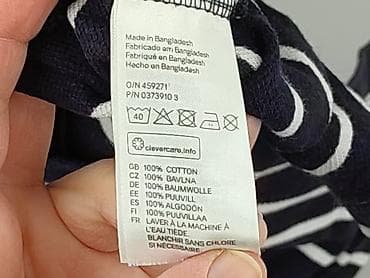 Made in Bangladesh
Fabricado em Bangladesh
Fabriqué en Bangladesh
Hecho en Bangladesh
O/N 459271
P/N 0373910 3
40
clevercare.info
GB 100% COTTON
CZ 100% BAVLNA
DE 100% BAUMWOLLE
EE 100% PUUVILL
ES 100% ALGODÓN
FI 100% PUUVILLAA
FR LAVER À LA MACHINE À
L'EAU TIÈDE
BLANCHIR SANS CHLORE
SI NÉCESSAIRE